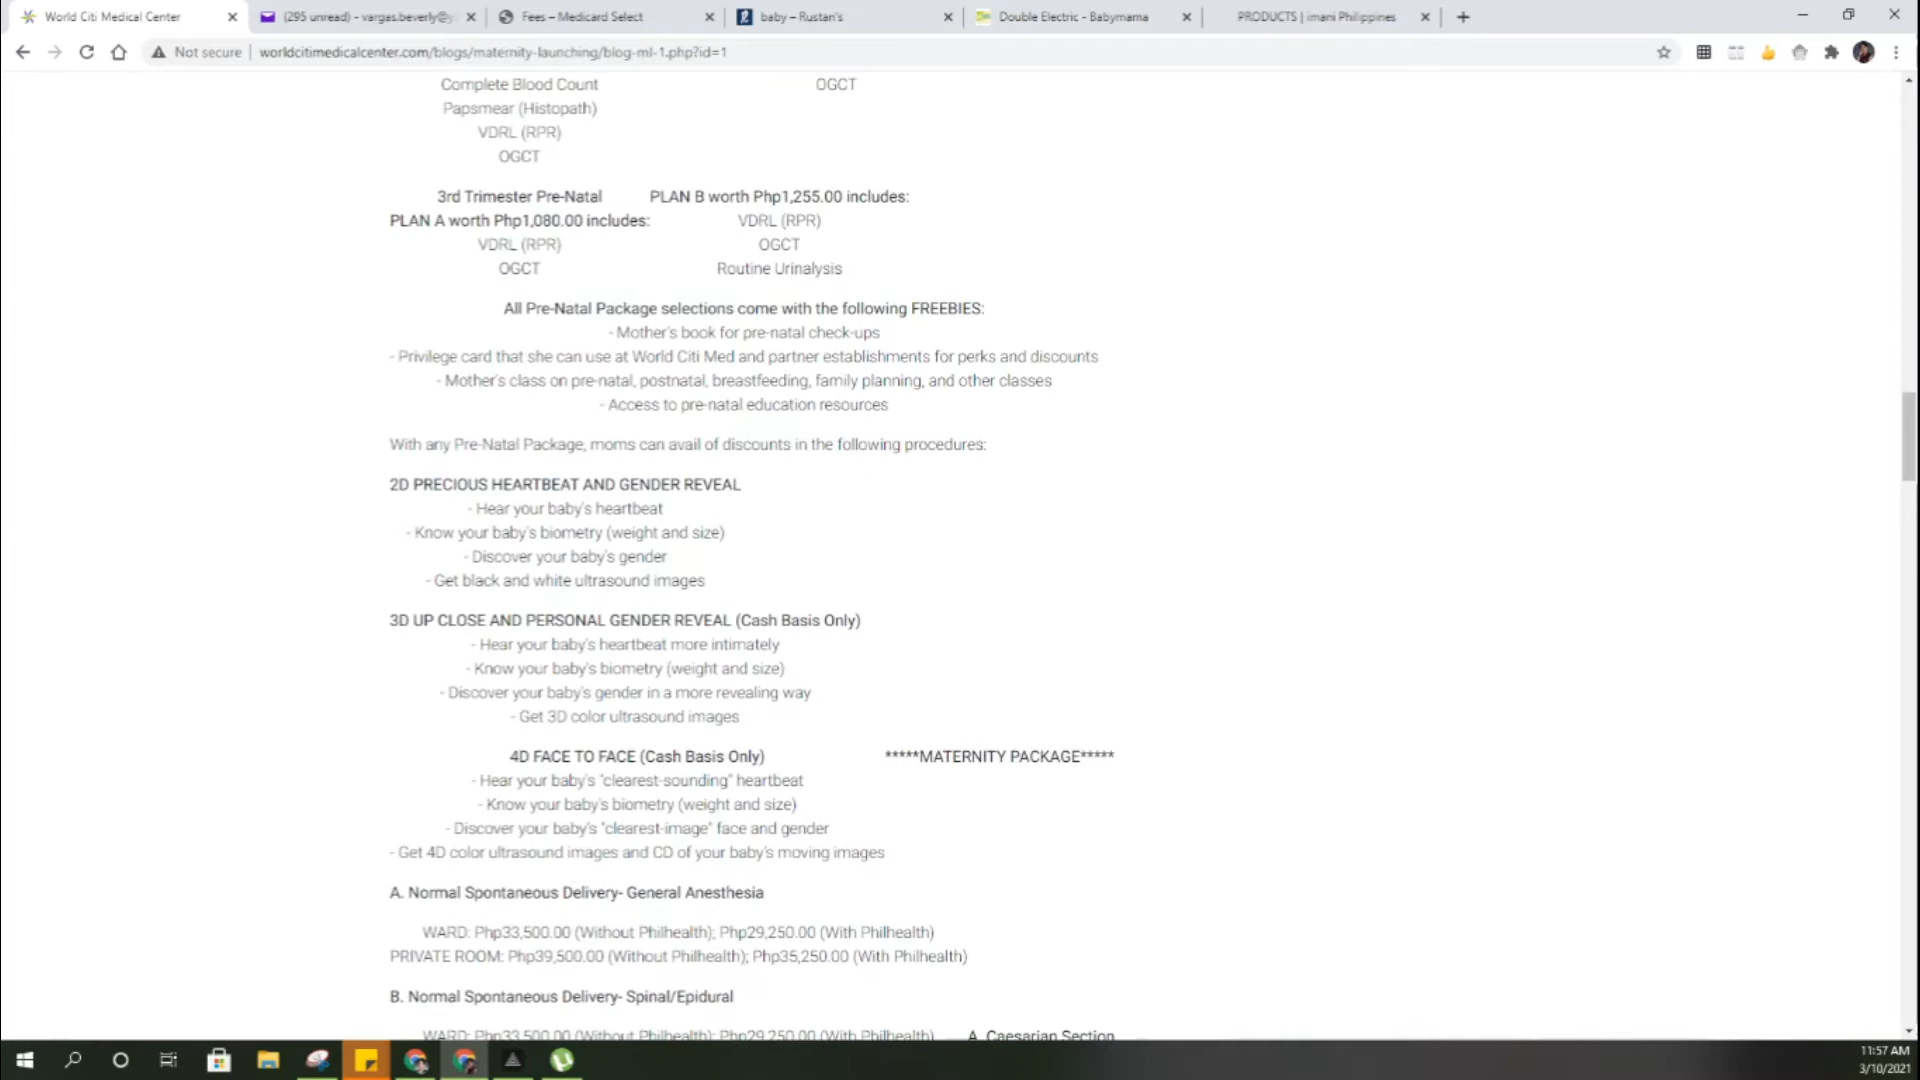 World Citi Medical Center
(295 unread) - vargas.beverly@y
Fees – Medicard Select
baby – Rustan's
Double Electric - Babymama
PRODUCTS | imani Philippines
Not secure
worldcitimedicalcenter.com/blogs/maternity-launching/blog-ml-1.php?id=1
Complete Blood Count OGCT
Papsmear (Histopath)
VDRL (RPR)
OGCT
3rd Trimester Pre-Natal PLAN B worth Php1,255.00 includes:
PLAN A worth Php1,080.00 includes: VDRL (RPR)
VDRL (RPR) OGCT
OGCT Routine Urinalysis
All Pre-Natal Package selections come with the following FREEBIES:
- Mother's book for pre-natal check-ups
- Privilege card that she can use at World Citi Med and partner establishments for perks and discounts
- Mother's class on pre-natal, postnatal, breastfeeding, family planning, and other classes
- Access to pre-natal education resources
With any Pre-Natal Package, moms can avail of discounts in the following procedures:
2D PRECIOUS HEARTBEAT AND GENDER REVEAL
- Hear your baby's heartbeat
- Know your baby's biometry (weight and size)
- Discover your baby's gender
- Get black and white ultrasound images
3D UP CLOSE AND PERSONAL GENDER REVEAL (Cash Basis Only)
- Hear your baby's heartbeat more intimately
- Know your baby's biometry (weight and size)
- Discover your baby's gender in a more revealing way
- Get 3D color ultrasound images
4D FACE TO FACE (Cash Basis Only) *****MATERNITY PACKAGE*****
- Hear your baby's "clearest-sounding" heartbeat
- Know your baby's biometry (weight and size)
- Discover your baby's "clearest-image" face and gender
- Get 4D color ultrasound images and CD of your baby's moving images
A. Normal Spontaneous Delivery- General Anesthesia
WARD: Php33,500.00 (Without Philhealth); Php29,250.00 (With Philhealth)
PRIVATE ROOM: Php39,500.00 (Without Philhealth); Php35,250.00 (With Philhealth)
B. Normal Spontaneous Delivery- Spinal/Epidural
WARD: Php33,500.00 (Without Philhealth); Php29,250.00 (With Philhealth) A. Caesarian Section
11:57 AM
3/10/2021